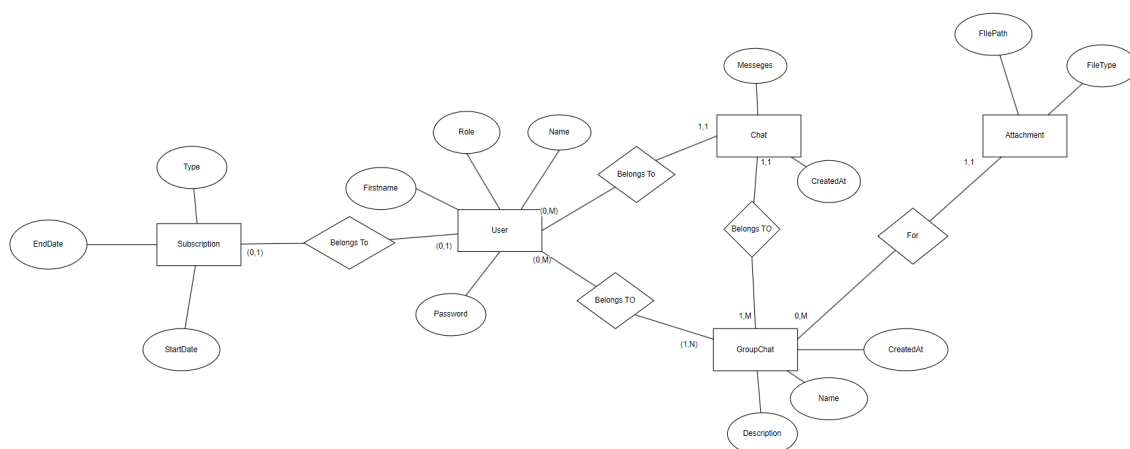 FIlePath
FileType
Messeges
Role
Name
1,1
Chat
Attachment
Type
1,1
1,1
Firstname
Belongs To
CreatedAt
(0,M)
EndDate
Subscription
Belongs To
User
Belongs TO
For
(0,1)
(0,1)
(0,M)
Belongs TO
Password
1,M
0,M
StartDate
(1,N)
GroupChat
CreatedAt
Name
Description